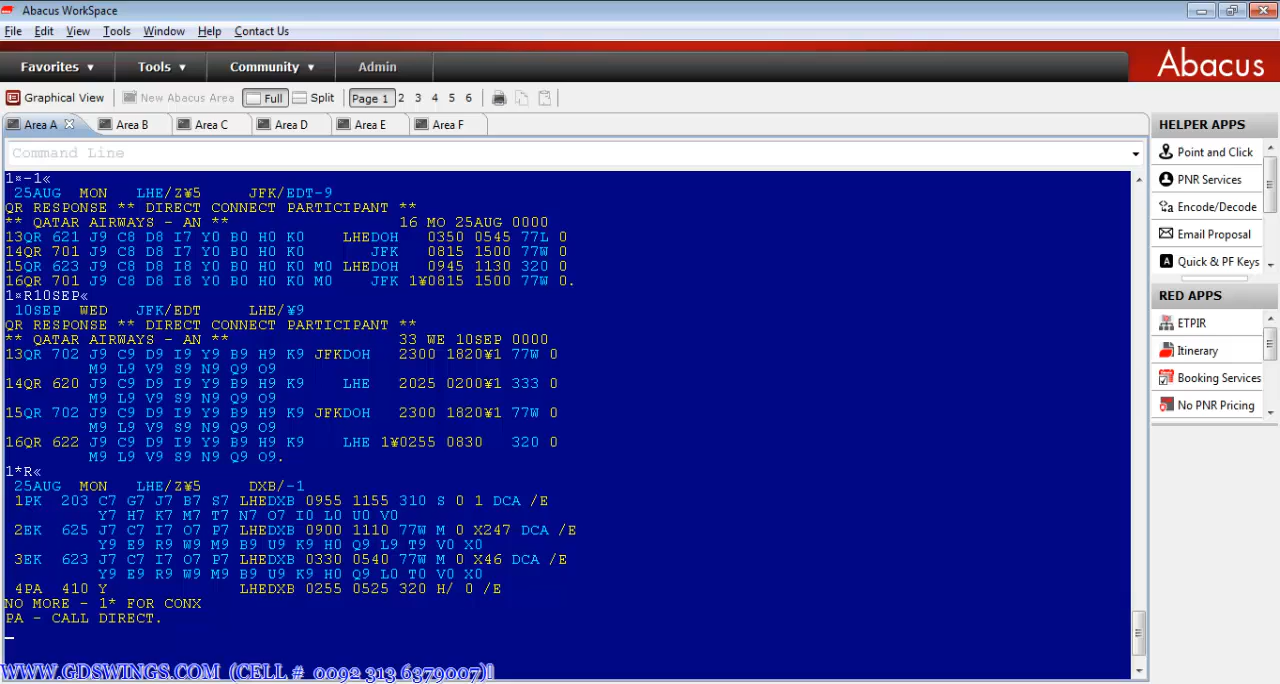 Abacus WorkSpace
File Edit View Tools Window Help Contact Us
Favorites ▼ Tools ▼ Community ▼ Admin
Abacus
Graphical View New Abacus Area Full Split Page 1 2 3 4 5 6
Area A Area B Area C Area D Area E Area F
Command Line
1¤-1«
25AUG MON LHE/Z¥5 JFK/EDT-9
QR RESPONSE ** DIRECT CONNECT PARTICIPANT **
** QATAR AIRWAYS - AN ** 16 MO 25AUG 0000
13QR 621 J9 C8 D8 I7 Y0 B0 H0 K0 LHEDOH 0350 0545 77L 0
14QR 701 J9 C8 D8 I7 Y0 B0 H0 K0 JFK 0815 1500 77W 0
15QR 623 J9 C8 D8 I8 Y0 B0 H0 K0 M0 LHEDOH 0945 1130 320 0
16QR 701 J9 C8 D8 I8 Y0 B0 H0 K0 M0 JFK 1¥0815 1500 77W 0.
1¤R10SEP«
10SEP WED JFK/EDT LHE/¥9
QR RESPONSE ** DIRECT CONNECT PARTICIPANT **
** QATAR AIRWAYS - AN ** 33 WE 10SEP 0000
13QR 702 J9 C9 D9 I9 Y9 B9 H9 K9 JFKDOH 2300 1820¥1 77W 0
M9 L9 V9 S9 N9 Q9 O9
14QR 620 J9 C9 D9 I9 Y9 B9 H9 K9 LHE 2025 0200¥1 333 0
M9 L9 V9 S9 N9 Q9 O9
15QR 702 J9 C9 D9 I9 Y9 B9 H9 K9 JFKDOH 2300 1820¥1 77W 0
M9 L9 V9 S9 N9 Q9 O9
16QR 622 J9 C9 D9 I9 Y9 B9 H9 K9 LHE 1¥0255 0830 320 0
M9 L9 V9 S9 N9 Q9 O9.
1*R«
25AUG MON LHE/Z¥5 DXB/-1
1PK 203 C7 G7 J7 B7 S7 LHEDXB 0955 1155 310 S 0 1 DCA /E
Y7 H7 K7 M7 T7 N7 O7 I0 L0 U0 V0
2EK 625 J7 C7 I7 O7 P7 LHEDXB 0900 1110 77W M 0 X247 DCA /E
Y9 E9 R9 W9 M9 B9 U9 K9 H0 Q9 L9 T9 V0 X0
3EK 623 J7 C7 I7 O7 P7 LHEDXB 0330 0540 77W M 0 X46 DCA /E
Y9 E9 R9 W9 M9 B9 U9 K9 H0 Q9 L0 T0 V0 X0
4PA 410 Y LHEDXB 0255 0525 320 H/ 0 /E
NO MORE - 1* FOR CONX
PA - CALL DIRECT.
WWW.GDSWINGS.COM (CELL # 0092 313 6379007)
HELPER APPS
Point and Click
PNR Services
Encode/Decode
Email Proposal
Quick & PF Keys
RED APPS
ETPIR
Itinerary
Booking Services
No PNR Pricing